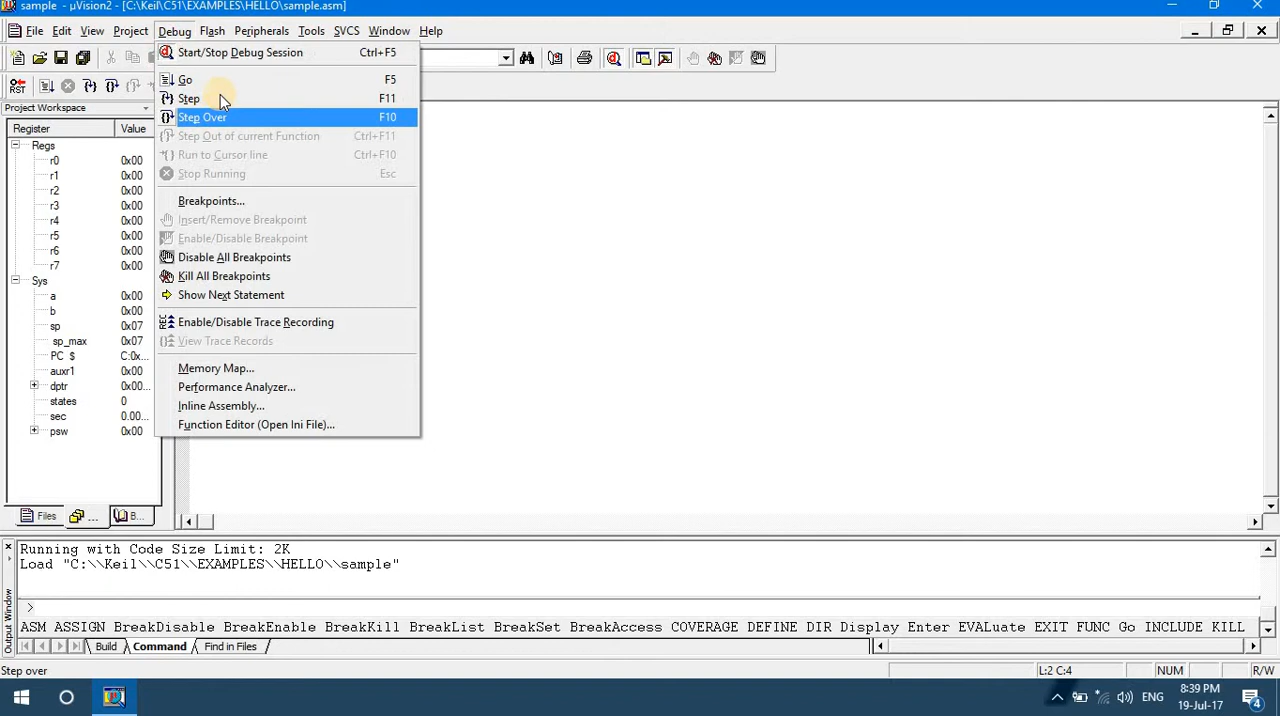 sample - µVision2 - [C:\Keil\C51\EXAMPLES\HELLO\sample.asm]
File Edit View Project Debug Flash Peripherals Tools SVCS Window Help
Start/Stop Debug Session Ctrl+F5
Go F5
Step F11
Step Over F10
Step Out of current Function Ctrl+F11
Run to Cursor line Ctrl+F10
Stop Running Esc
Breakpoints...
Insert/Remove Breakpoint
Enable/Disable Breakpoint
Disable All Breakpoints
Kill All Breakpoints
Show Next Statement
Enable/Disable Trace Recording
View Trace Records
Memory Map...
Performance Analyzer...
Inline Assembly...
Function Editor (Open Ini File)...
RST
Project Workspace
Register Value
Regs
r0 0x00
r1 0x00
r2 0x00
r3 0x00
r4 0x00
r5 0x00
r6 0x00
r7 0x00
Sys
a 0x00
b 0x00
sp 0x07
sp_max 0x07
PC $ C:0x...
auxr1 0x00
dptr 0x00...
states 0
sec 0.00...
psw 0x00
Files ... B...
Running with Code Size Limit: 2K
Load "C:\\Keil\\C51\\EXAMPLES\\HELLO\\sample"
>
ASM ASSIGN BreakDisable BreakEnable BreakKill BreakList BreakSet BreakAccess COVERAGE DEFINE DIR Display Enter EVALuate EXIT FUNC Go INCLUDE KILL
Output Window
Build Command Find in Files
Step over L:2 C:4 NUM R/W
ENG 8:39 PM
19-Jul-17 4